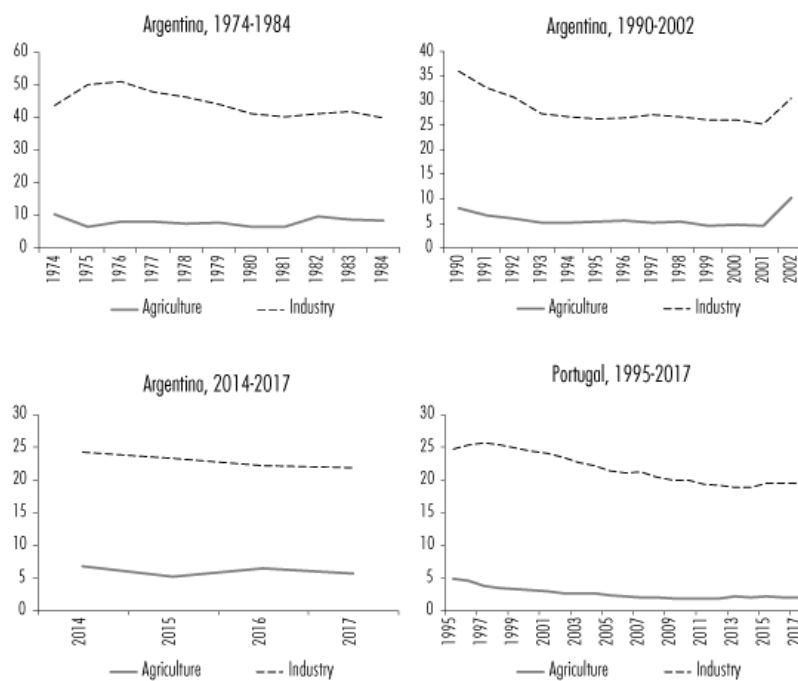 Argentina, 1974-1984
60
50
40
30
20
10
0
1974 1975 1976 1977 1978 1979 1980 1981 1982 1983 1984
Agriculture Industry
Argentina, 1990-2002
40
35
30
25
20
15
10
5
0
1990 1991 1992 1993 1994 1995 1996 1997 1998 1999 2000 2001 2002
Agriculture Industry
Argentina, 2014-2017
30
25
20
15
10
5
0
2014 2015 2016 2017
Agriculture Industry
Portugal, 1995-2017
30
25
20
15
10
5
0
1995 1997 1999 2001 2003 2005 2007 2009 2011 2013 2015 2017
Agriculture Industry